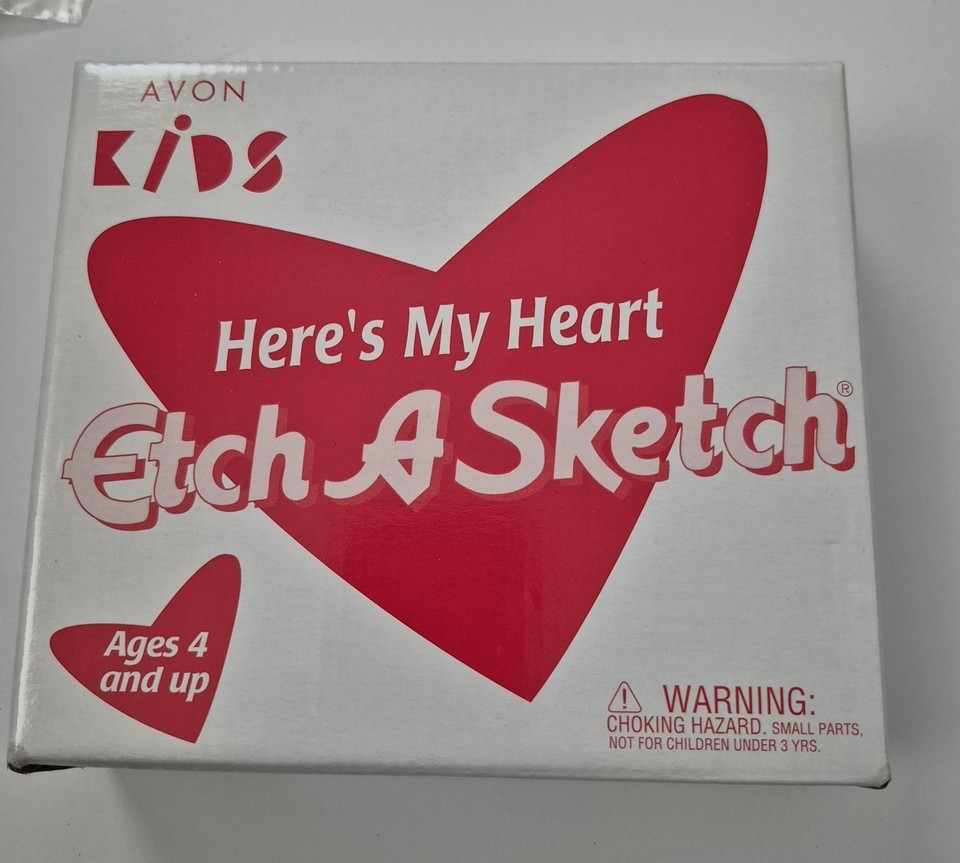 AVON
KIDS
Here's My Heart
Etch A Sketch®
Ages 4
and up
⚠ WARNING:
CHOKING HAZARD. SMALL PARTS,
NOT FOR CHILDREN UNDER 3 YRS.